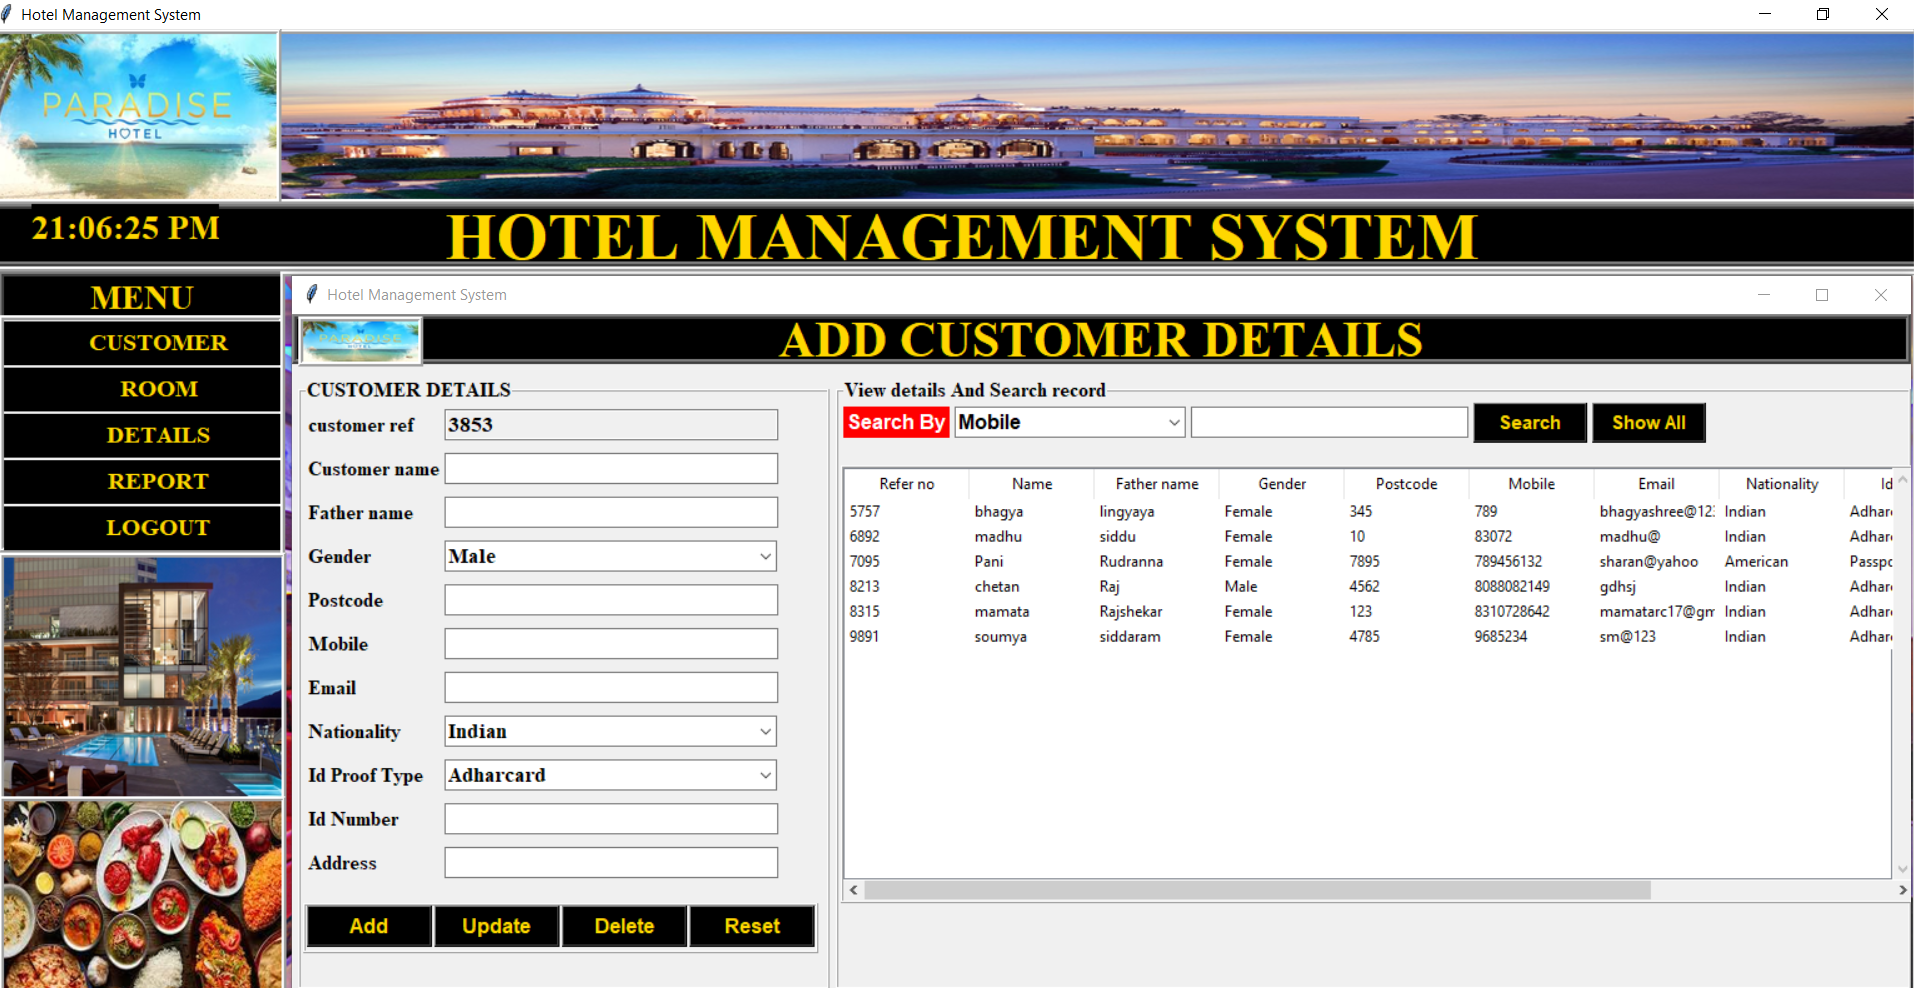 Hotel Management System
PARADISE
HOTEL
21:06:25 PM
HOTEL MANAGEMENT SYSTEM
MENU
CUSTOMER
ROOM
DETAILS
REPORT
LOGOUT
Hotel Management System
PARADISE
HOTEL
ADD CUSTOMER DETAILS
CUSTOMER DETAILS
customer ref 3853
Customer name
Father name
Gender Male
Postcode
Mobile
Email
Nationality Indian
Id Proof Type Adharcard
Id Number
Address
Add Update Delete Reset
View details And Search record
Search By Mobile Search Show All
Refer no Name Father name Gender Postcode Mobile Email Nationality Id
5757 bhagya lingyaya Female 345 789 bhagyashree@12: Indian Adhar
6892 madhu siddu Female 10 83072 madhu@ Indian Adhar
7095 Pani Rudranna Female 7895 789456132 sharan@yahoo American Passpo
8213 chetan Raj Male 4562 8088082149 gdhsj Indian Adhar
8315 mamata Rajshekar Female 123 8310728642 mamatarc17@gm Indian Adhar
9891 soumya siddaram Female 4785 9685234 sm@123 Indian Adhar